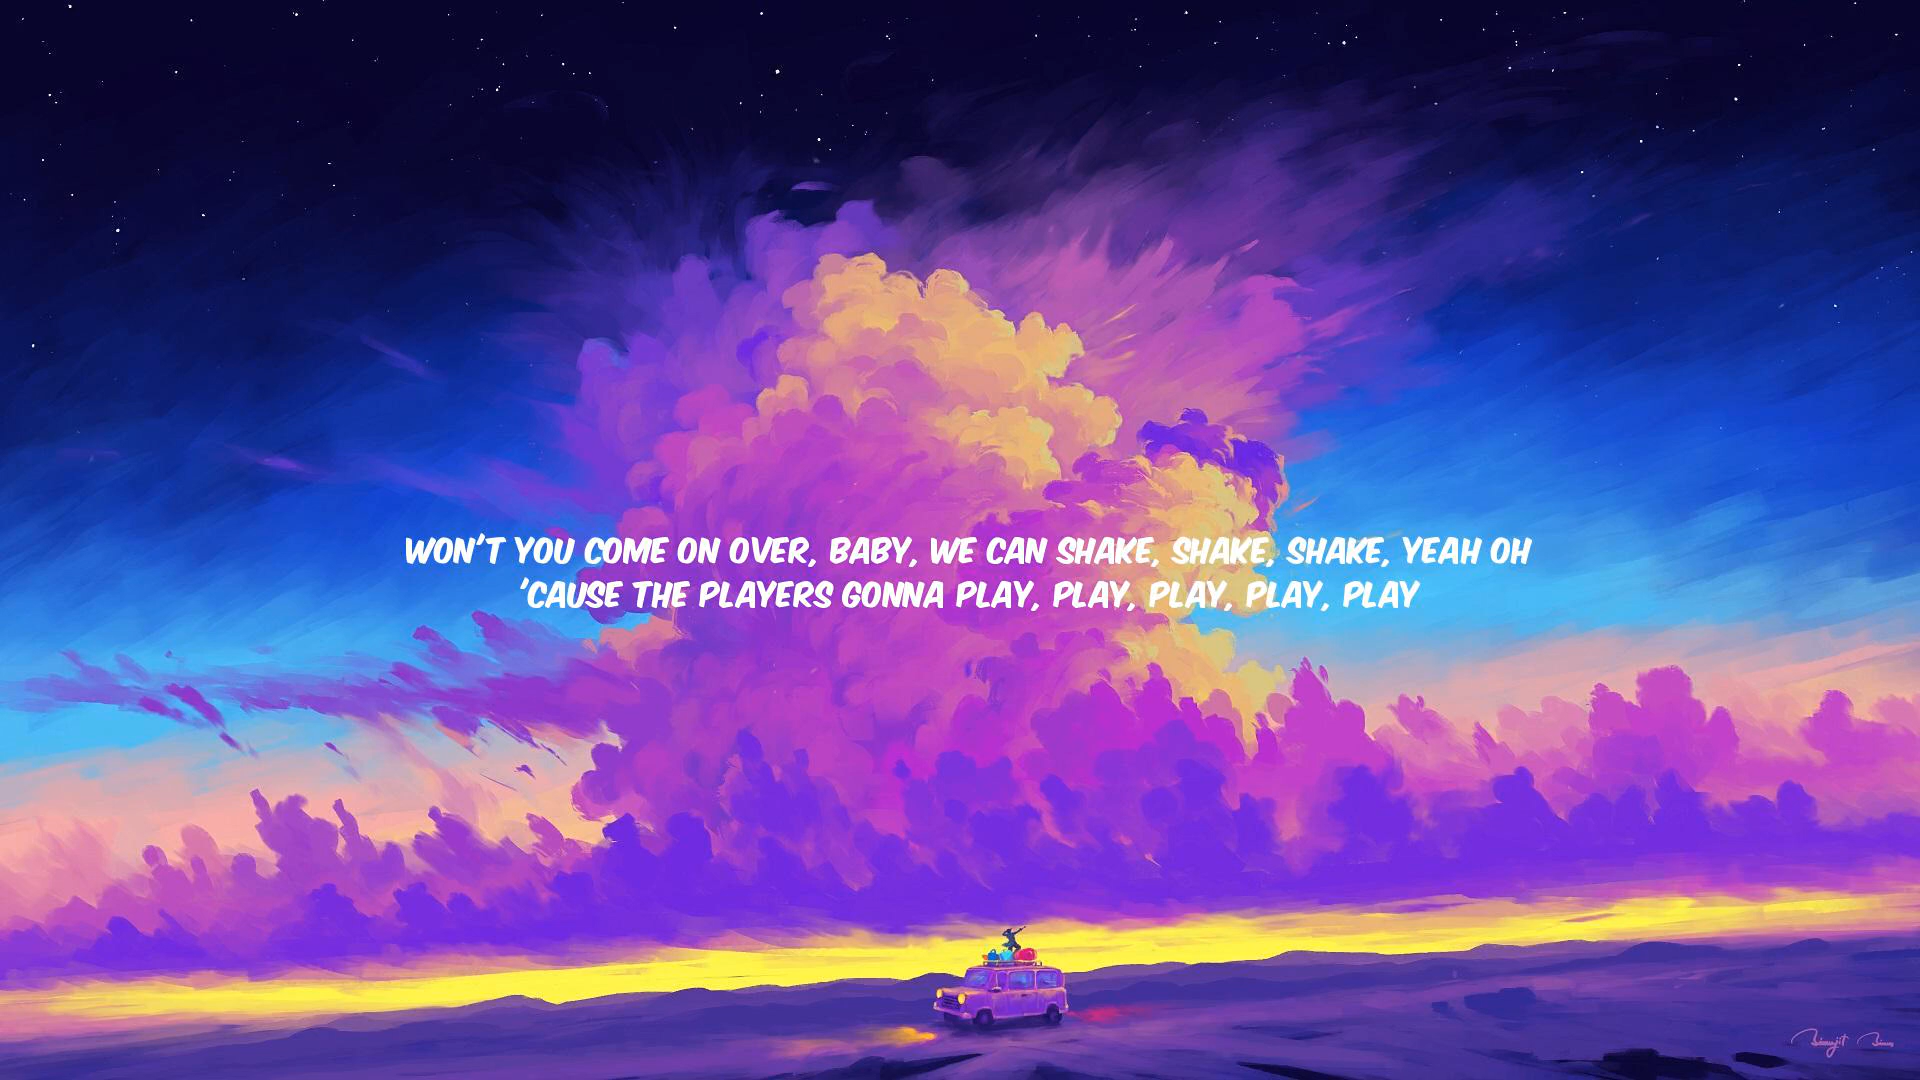 WON'T YOU COME ON OVER, BABY, WE CAN SHAKE, SHAKE, SHAKE, YEAH OH
'CAUSE THE PLAYERS GONNA PLAY, PLAY, PLAY, PLAY, PLAY